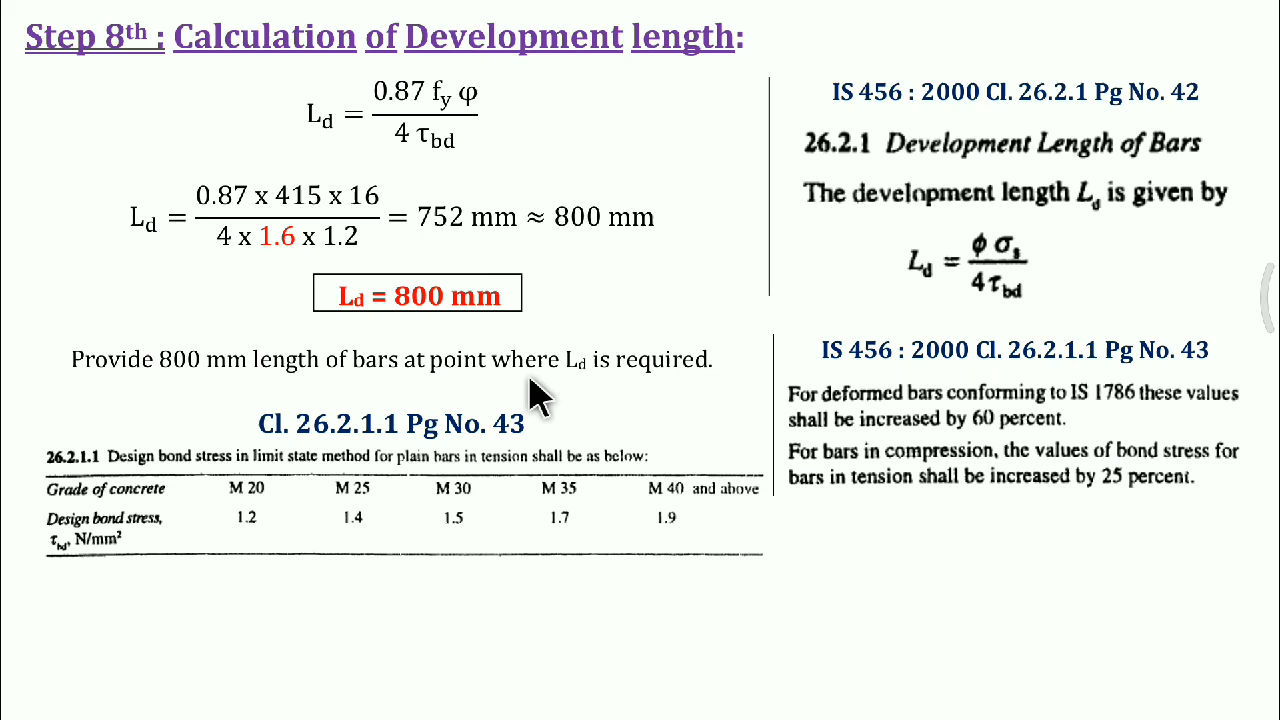 Step 8th : Calculation of Development length:
L_d = 0.87 f_y φ / 4 τ_bd
L_d = 0.87 x 415 x 16 / 4 x 1.6 x 1.2 = 752 mm ≈ 800 mm
Ld = 800 mm
Provide 800 mm length of bars at point where Ld is required.
Cl. 26.2.1.1 Pg No. 43
26.2.1.1 Design bond stress in limit state method for plain bars in tension shall be as below:
Grade of concrete M 20 M 25 M 30 M 35 M 40 and above
Design bond stress, 1.2 1.4 1.5 1.7 1.9
τbd, N/mm²
IS 456 : 2000 Cl. 26.2.1 Pg No. 42
26.2.1 Development Length of Bars
The development length Ld is given by
L_d = ϕ σ_s / 4 τ_bd
IS 456 : 2000 Cl. 26.2.1.1 Pg No. 43
For deformed bars conforming to IS 1786 these values
shall be increased by 60 percent.
For bars in compression, the values of bond stress for
bars in tension shall be increased by 25 percent.